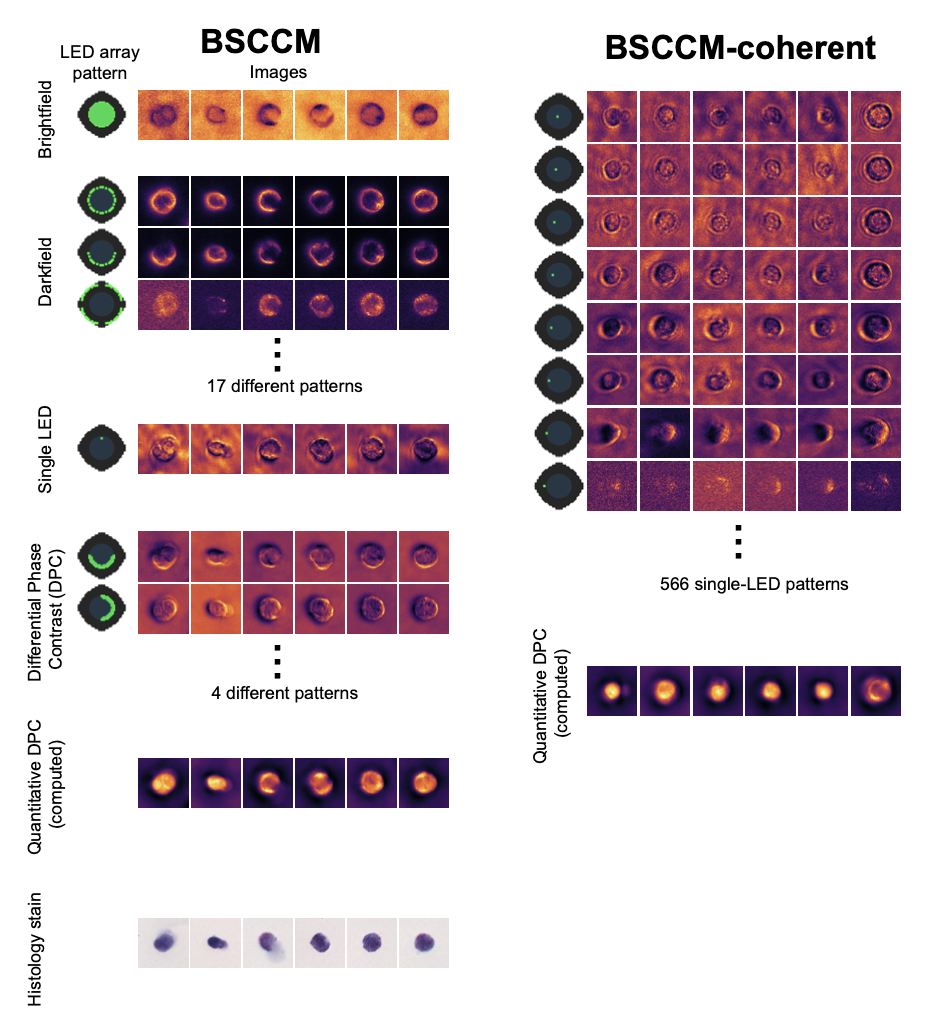 BSCCM
LED array
pattern
Images
Brightfield
Darkfield
17 different patterns
Single LED
Differential Phase
Contrast (DPC)
4 different patterns
Quantitative DPC
(computed)
Histology stain
BSCCM-coherent
566 single-LED patterns
Quantitative DPC
(computed)